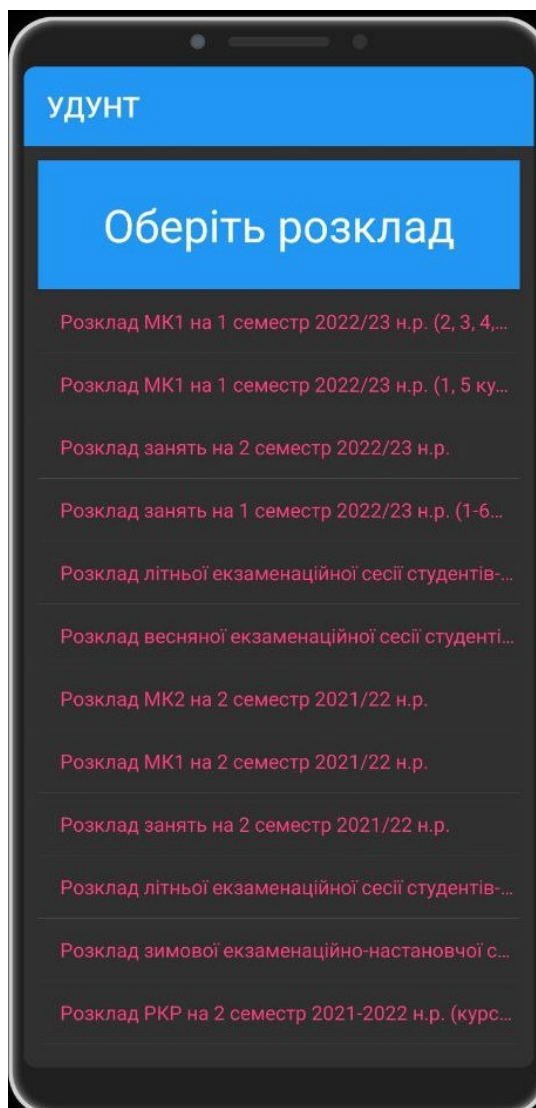 УДУНТ
Оберіть розклад
Розклад МК1 на 1 семестр 2022/23 н.р. (2, 3, 4,...
Розклад МК1 на 1 семестр 2022/23 н.р. (1, 5 ку...
Розклад занять на 2 семестр 2022/23 н.р.
Розклад занять на 1 семестр 2022/23 н.р. (1-6...
Розклад літньої екзаменаційної сесії студентів-...
Розклад весняної екзаменаційної сесії студенті...
Розклад МК2 на 2 семестр 2021/22 н.р.
Розклад МК1 на 2 семестр 2021/22 н.р.
Розклад занять на 2 семестр 2021/22 н.р.
Розклад літньої екзаменаційної сесії студентів-...
Розклад зимової екзаменаційно-настановчої с...
Розклад РКР на 2 семестр 2021-2022 н.р. (курс...